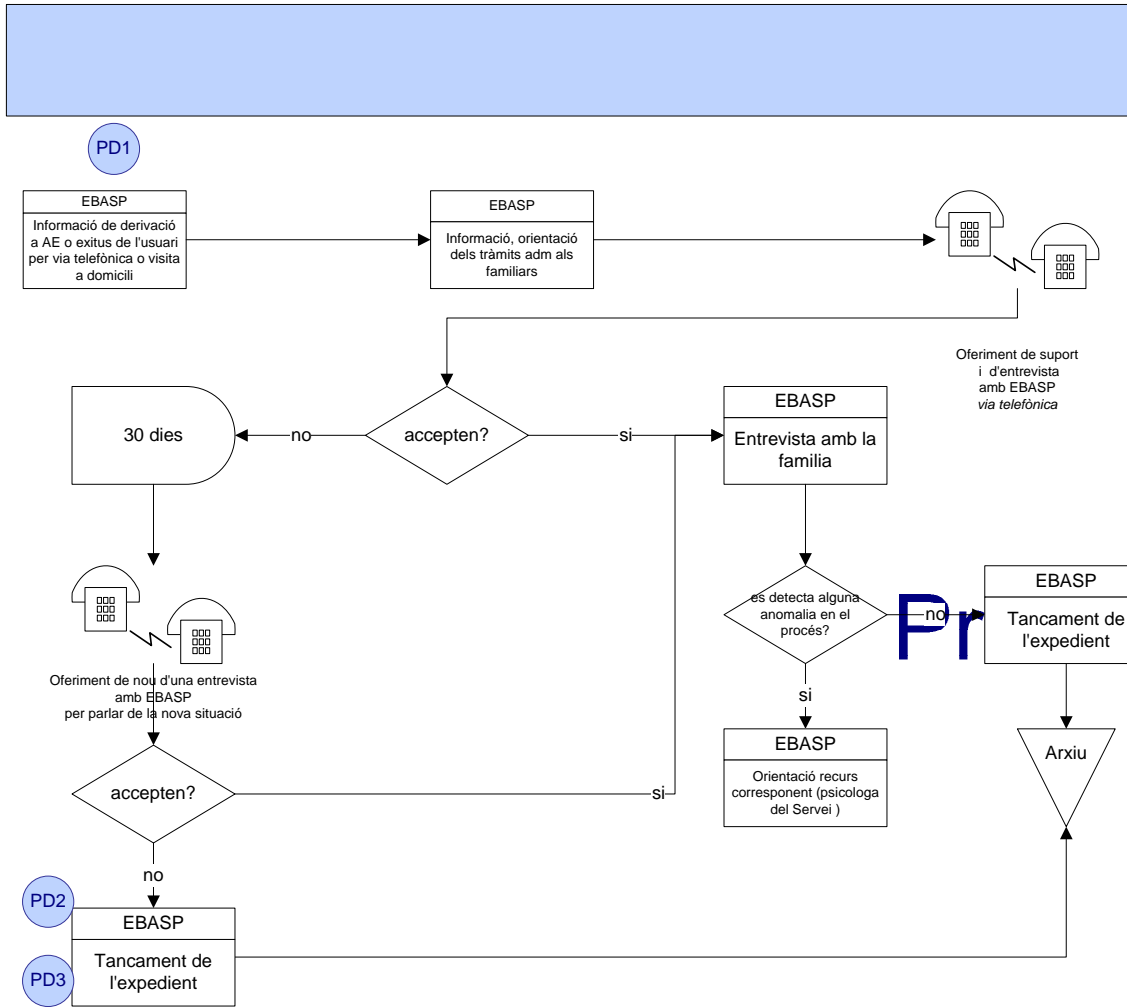 PD1
EBASP
Informació de derivació
a AE o exitus de l'usuari
per via telefònica o visita
a domicili
EBASP
Informació, orientació
dels tràmits adm als
familiars
Oferiment de suport
i d'entrevista
amb EBASP
via telefònica
30 dies
no
accepten?
si
EBASP
Entrevista amb la
familia
es detecta alguna
anomalia en el
procés?
no
Pr
EBASP
Tancament de
l'expedient
Oferiment de nou d'una entrevista
amb EBASP
per parlar de la nova situació
si
EBASP
Orientació recurs
corresponent (psicologa
del Servei )
Arxiu
accepten?
si
no
PD2
EBASP
Tancament de
l'expedient
PD3